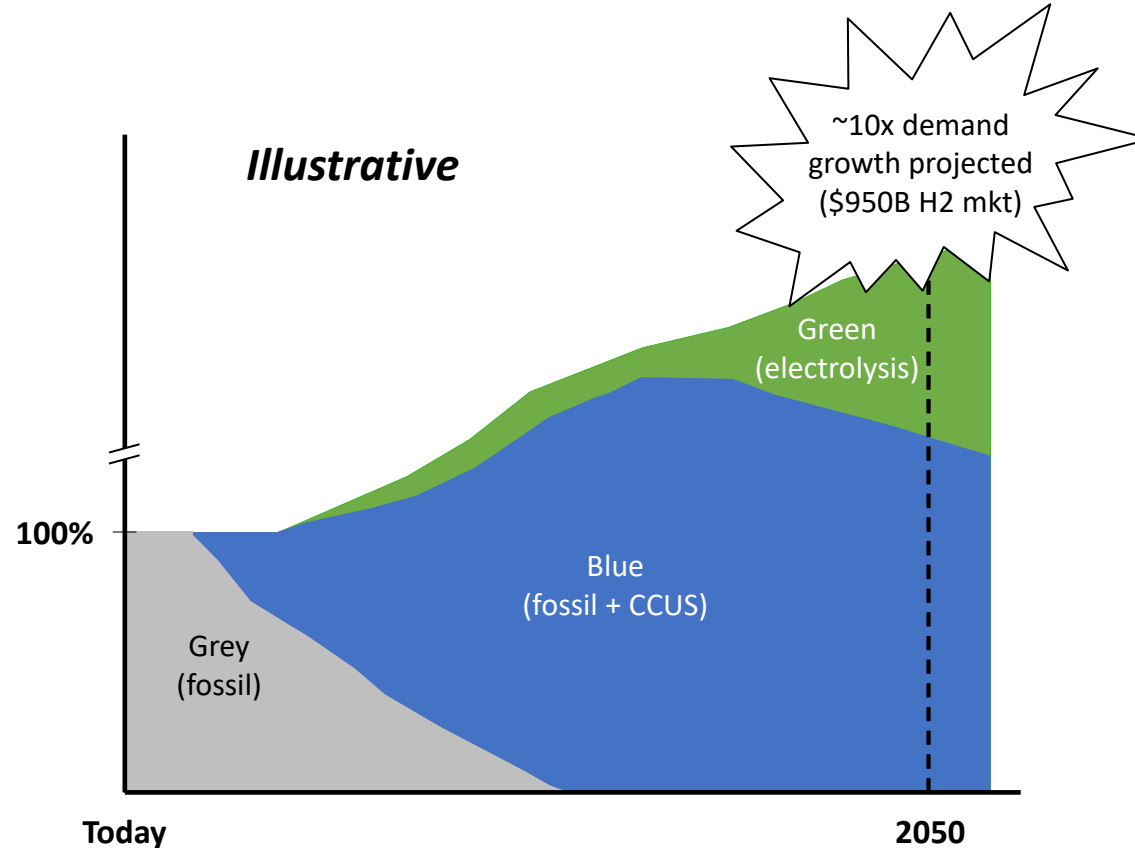 Illustrative
~10x demand
growth projected
($950B H2 mkt)
Green
(electrolysis)
100%
Blue
(fossil + CCUS)
Grey
(fossil)
Today
2050